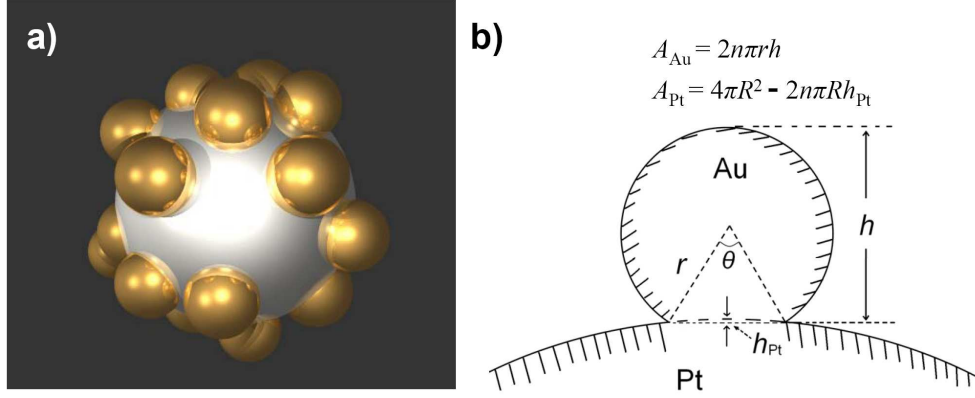 a)
b)
A_Au = 2nπrh
A_Pt = 4πR² - 2nπRh_Pt
Au
h
r
θ
h_Pt
Pt